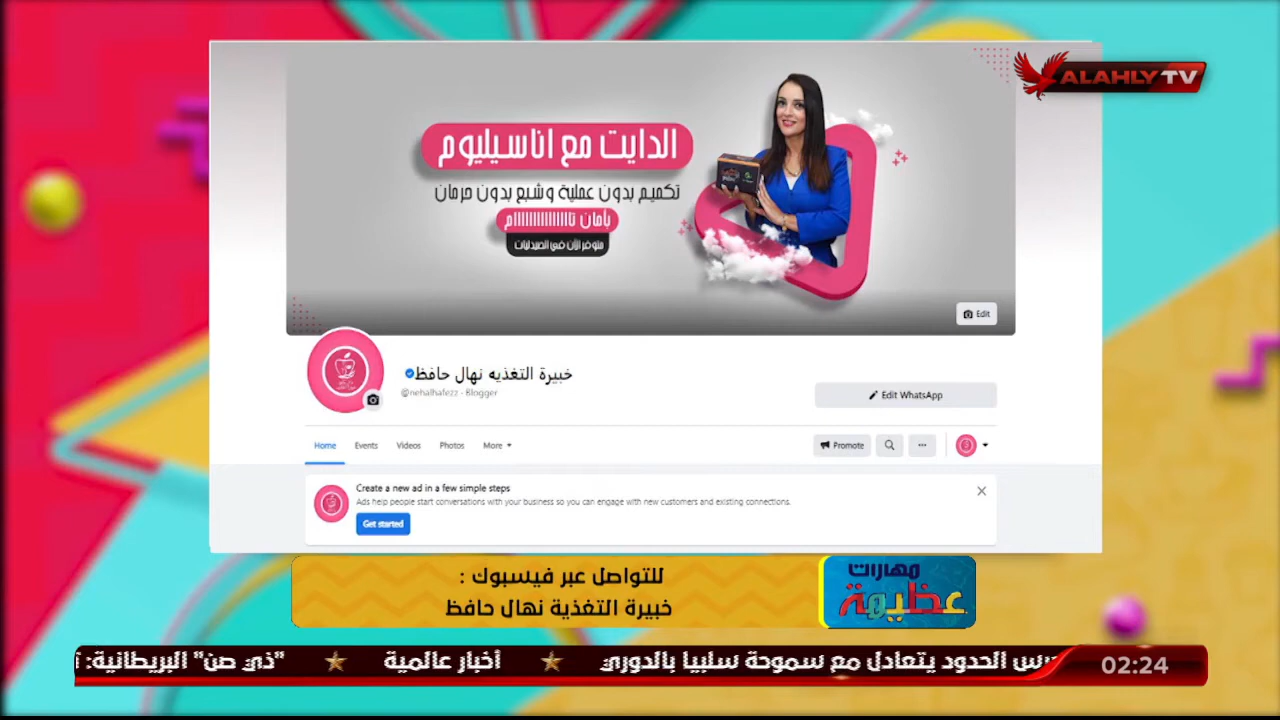 ALAHLY TV
الدايت مع اناسيليوم
تكميم بدون عملية وشبع بدون حرمان
بأمان تااااااااااااام
متوفر الآن في الصيدليات
Edit
خبيرة التغذيه نهال حافظ
@nehalhafezz · Blogger
Edit WhatsApp
Home Events Videos Photos More
Promote
Create a new ad in a few simple steps
Ads help people start conversations with your business so you can engage with new customers and existing connections.
Get started
للتواصل عبر فيسبوك :
خبيرة التغذية نهال حافظ
مهارات
عظيمة
الحدود يتعادل مع سموحة سلبيا بالدوري ★ أخبار عالمية ★ "ذي صن" البريطانية:
02:24